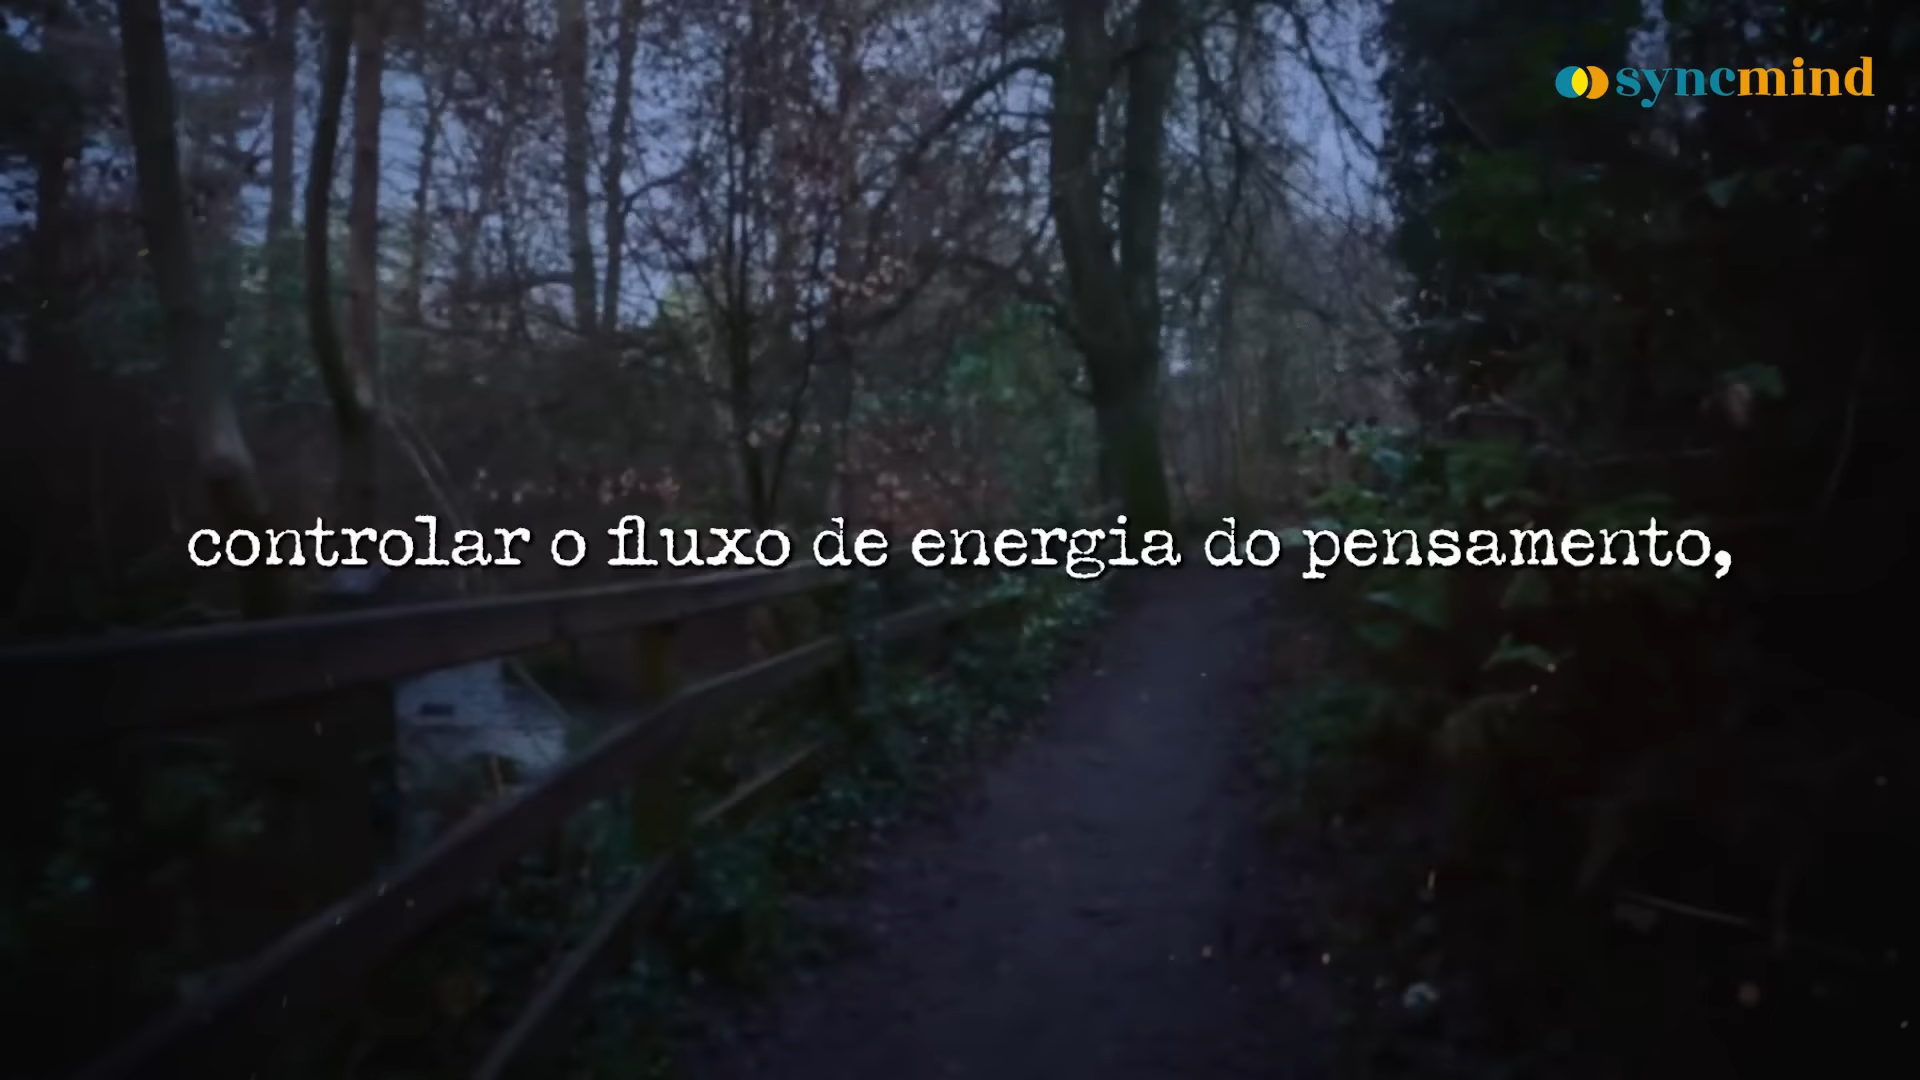 syncmind
controlar o fluxo de energia do pensamento,